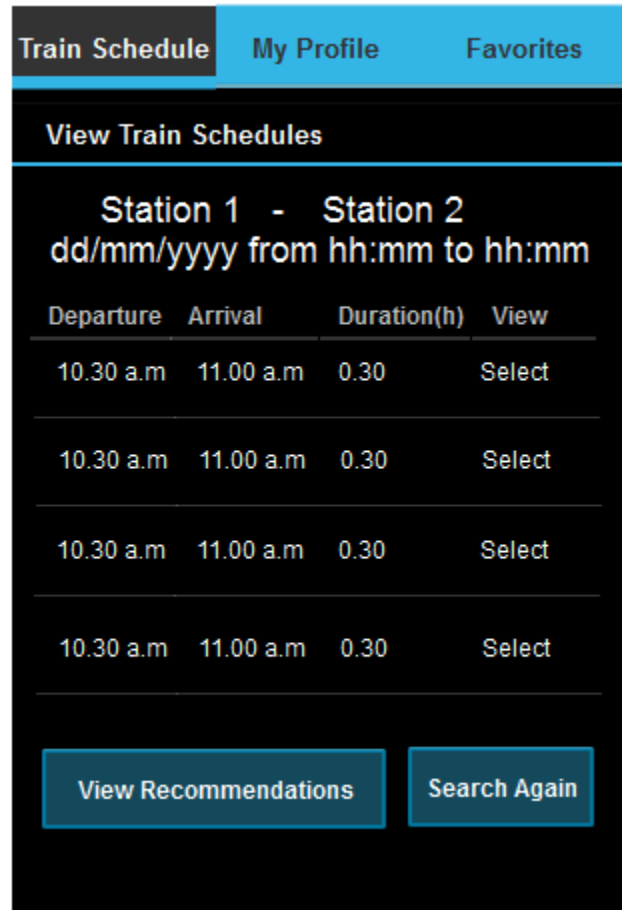 Train Schedule My Profile Favorites
View Train Schedules
Station 1 - Station 2
dd/mm/yyyy from hh:mm to hh:mm
Departure Arrival Duration(h) View
10.30 a.m 11.00 a.m 0.30 Select
10.30 a.m 11.00 a.m 0.30 Select
10.30 a.m 11.00 a.m 0.30 Select
10.30 a.m 11.00 a.m 0.30 Select
View Recommendations Search Again